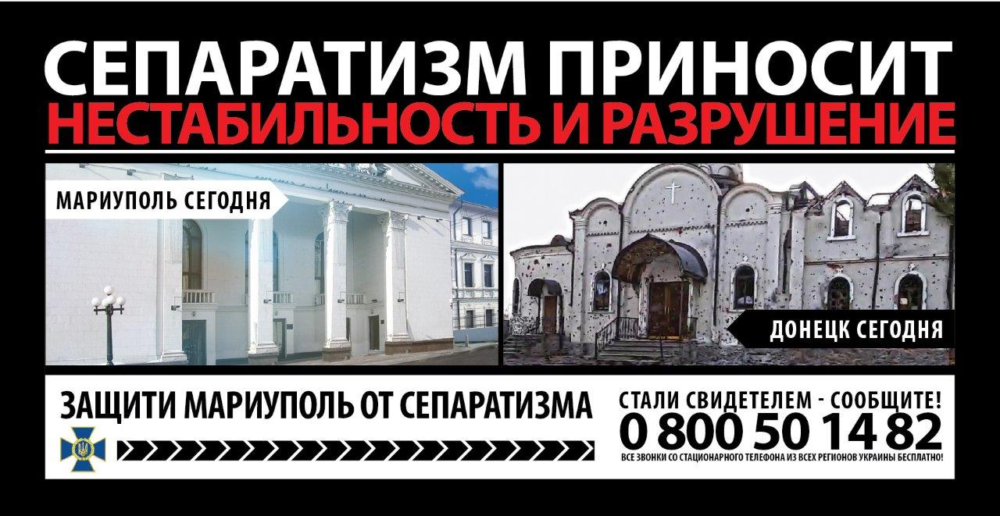 СЕПАРАТИЗМ ПРИНОСИТ
НЕСТАБИЛЬНОСТЬ И РАЗРУШЕНИЕ
МАРИУПОЛЬ СЕГОДНЯ
ДОНЕЦК СЕГОДНЯ
ЗАЩИТИ МАРИУПОЛЬ ОТ СЕПАРАТИЗМА
СТАЛИ СВИДЕТЕЛЕМ - СООБЩИТЕ!
0 800 50 14 82
ВСЕ ЗВОНКИ СО СТАЦИОНАРНОГО ТЕЛЕФОНА ИЗ ВСЕХ РЕГИОНОВ УКРАИНЫ БЕСПЛАТНО!